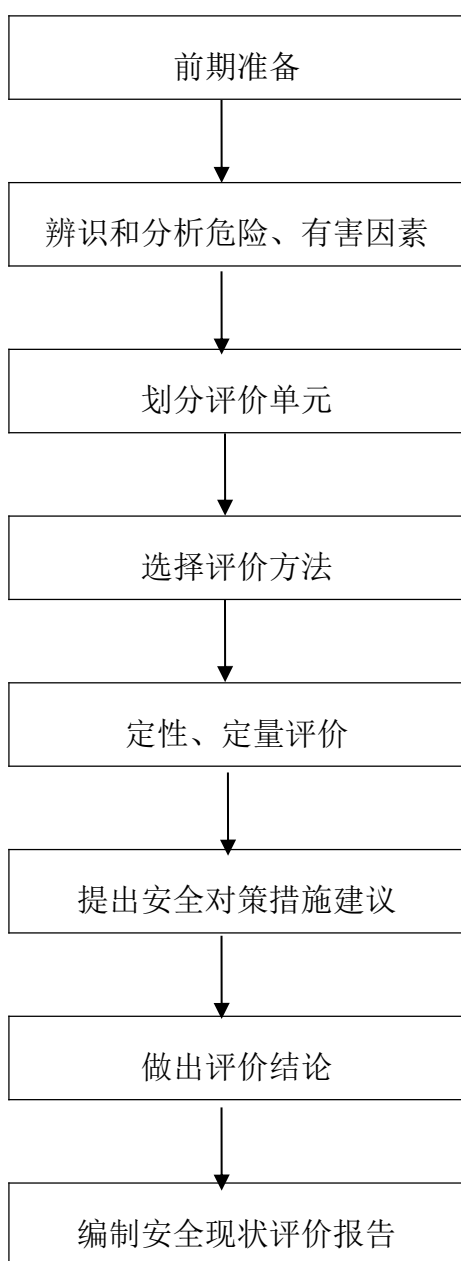 前期准备
辨识和分析危险、有害因素
划分评价单元
选择评价方法
定性、定量评价
提出安全对策措施建议
做出评价结论
编制安全现状评价报告